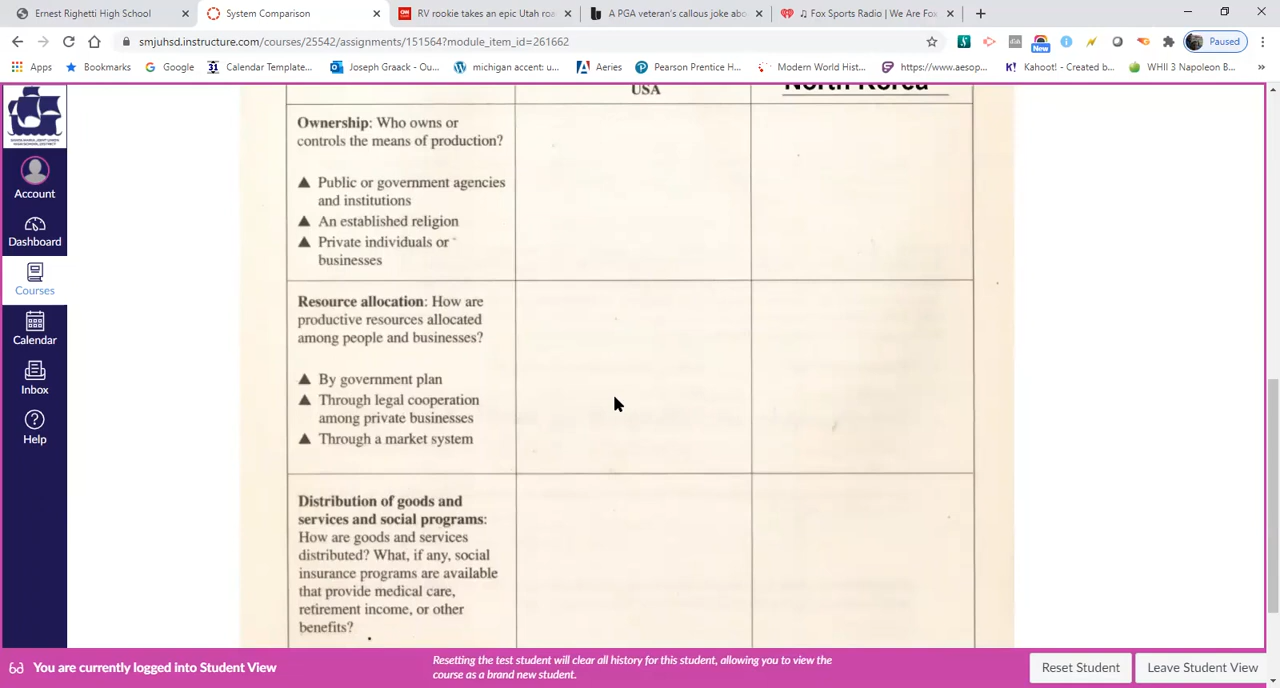 Ernest Righetti High School
System Comparison
RV rookie takes an epic Utah roa
A PGA veteran's callous joke abo
♫ Fox Sports Radio | We Are Fox
smjuhsd.instructure.com/courses/25542/assignments/151564?module_item_id=261662
New
Paused
Apps
Bookmarks
Google
Calendar Template...
Joseph Graack - Ou...
michigan accent: u...
Aeries
Pearson Prentice H...
Modern World Hist...
https://www.aesop...
Kahoot! - Created b...
WHII 3 Napoleon B...
»
Account
Dashboard
Courses
Calendar
Inbox
Help
USA
North Korea
Ownership: Who owns or
controls the means of production?
▲ Public or government agencies
and institutions
▲ An established religion
▲ Private individuals or
businesses
Resource allocation: How are
productive resources allocated
among people and businesses?
▲ By government plan
▲ Through legal cooperation
among private businesses
▲ Through a market system
Distribution of goods and
services and social programs:
How are goods and services
distributed? What, if any, social
insurance programs are available
that provide medical care,
retirement income, or other
benefits?
You are currently logged into Student View
Resetting the test student will clear all history for this student, allowing you to view the
course as a brand new student.
Reset Student
Leave Student View